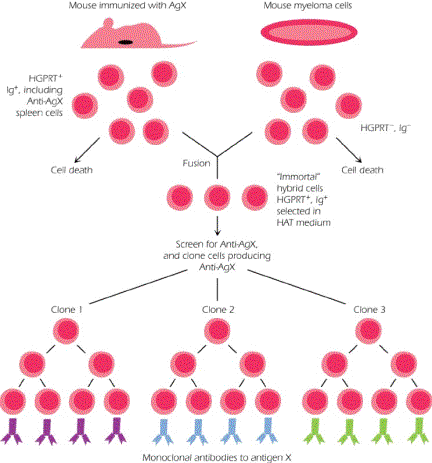 Mouse immunized with AgX
Mouse myeloma cells
HGPRT+
Ig+, including
Anti-AgX
spleen cells
HGPRT–, Ig–
Cell death
Fusion
Cell death
"Immortal"
hybrid cells
HGPRT+, Ig+
selected in
HAT medium
Screen for Anti-AgX,
and clone cells producing
Anti-AgX
Clone 1
Clone 2
Clone 3
Monoclonal antibodies to antigen X